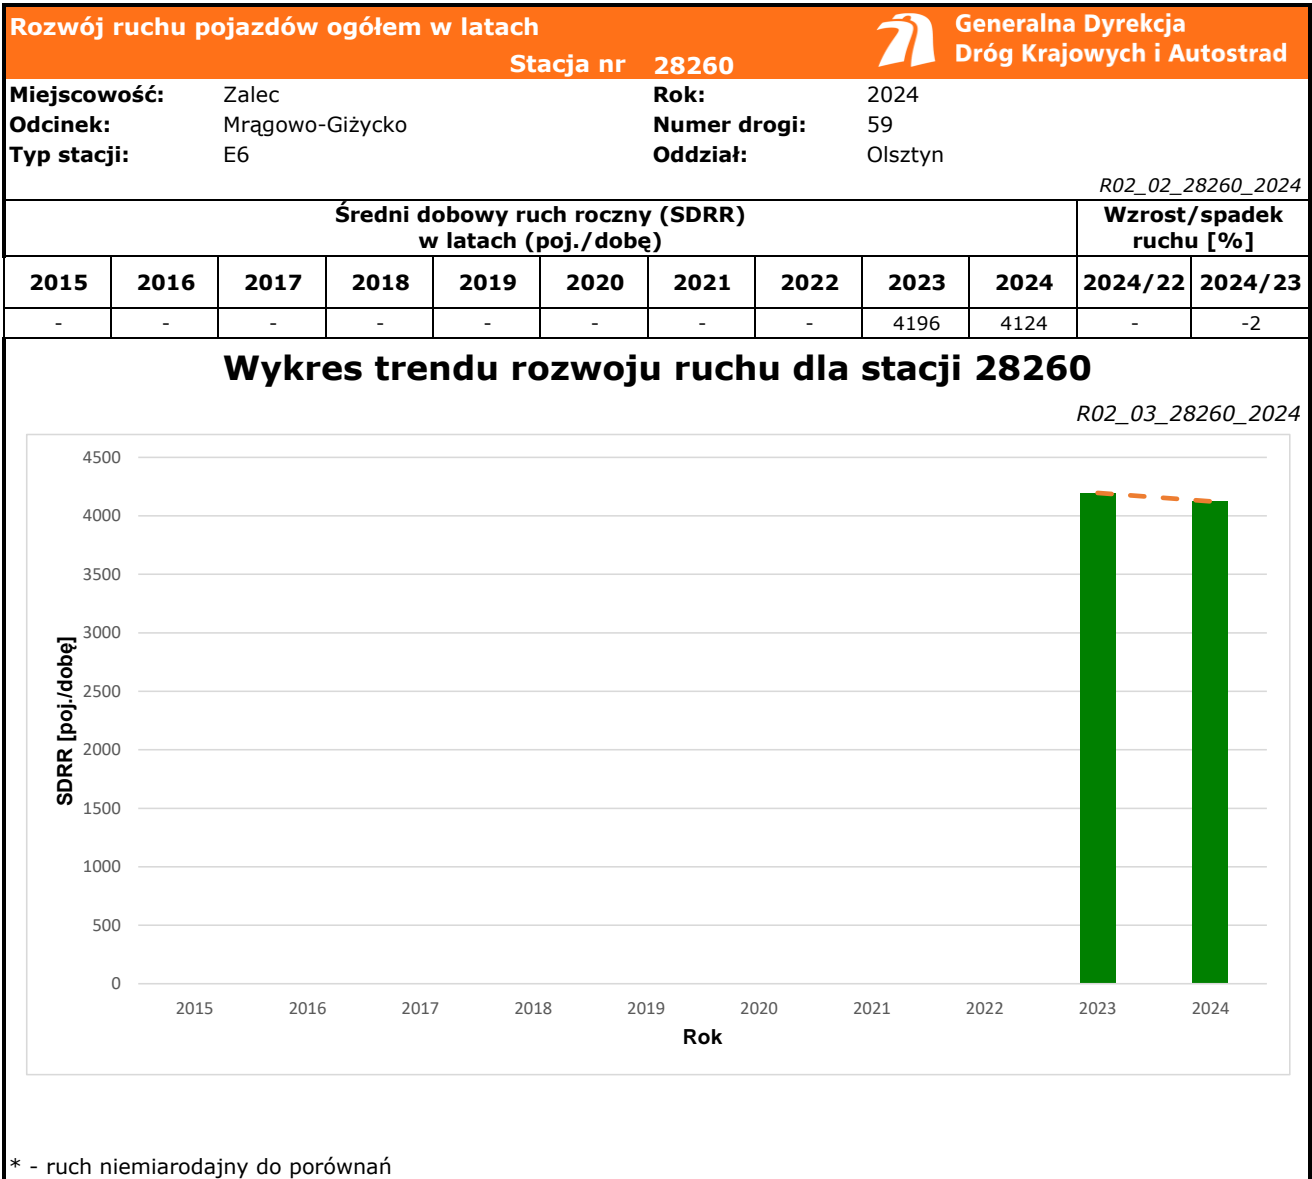 Rozwój ruchu pojazdów ogółem w latach
Stacja nr 28260
Generalna Dyrekcja
Dróg Krajowych i Autostrad
Miejscowość: Zalec Rok: 2024
Odcinek: Mrągowo-Giżycko Numer drogi: 59
Typ stacji: E6 Oddział: Olsztyn
R02_02_28260_2024
Średni dobowy ruch roczny (SDRR)
w latach (poj./dobę)
Wzrost/spadek
ruchu [%]
2015 2016 2017 2018 2019 2020 2021 2022 2023 2024 2024/22 2024/23
- - - - - - - - 4196 4124 - -2
Wykres trendu rozwoju ruchu dla stacji 28260
R02_03_28260_2024
SDRR [poj./dobę]
4500
4000
3500
3000
2500
2000
1500
1000
500
0
2015 2016 2017 2018 2019 2020 2021 2022 2023 2024
Rok
* - ruch niemiarodajny do porównań